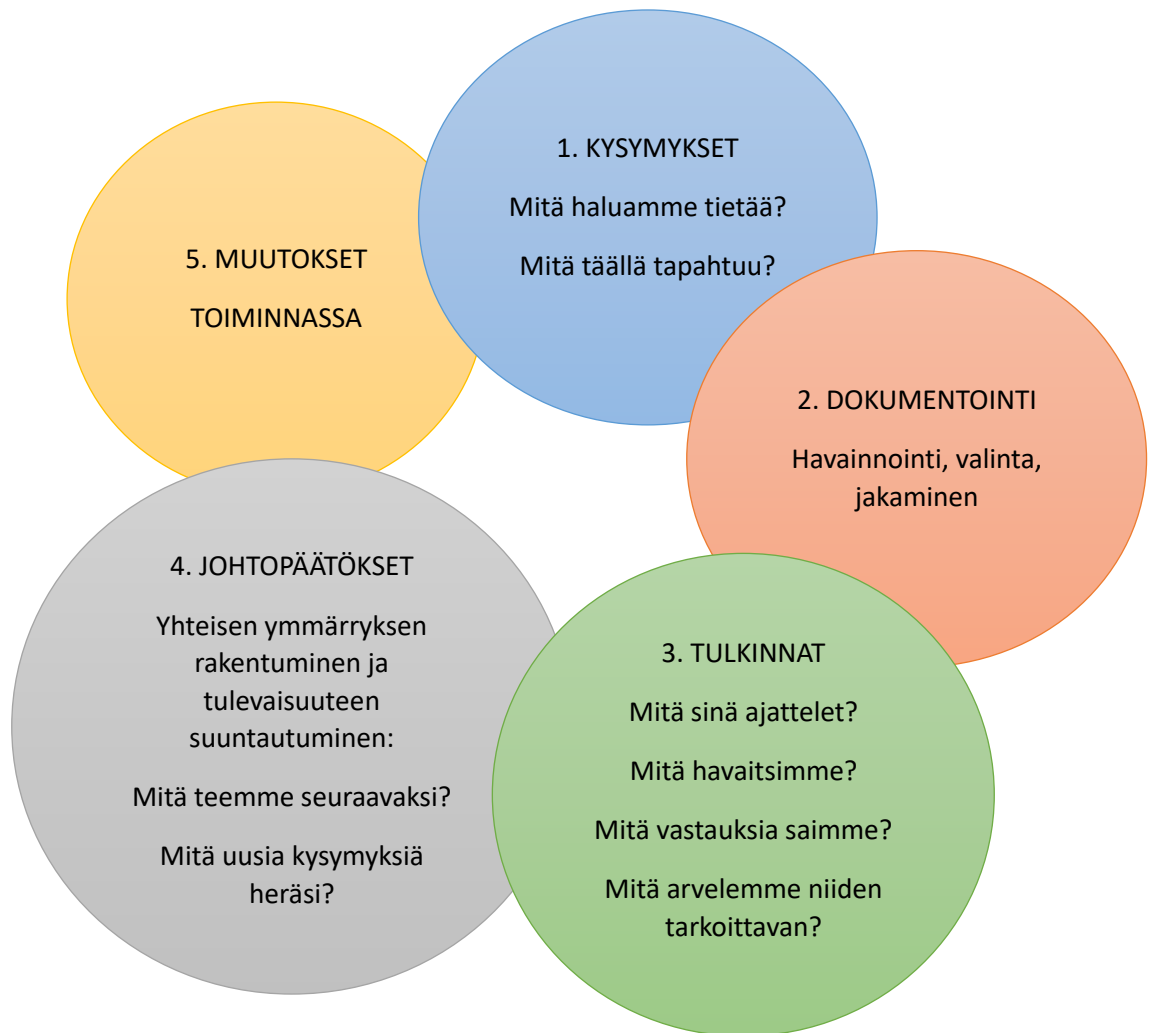 1. KYSYMYKSET
Mitä haluamme tietää?
Mitä täällä tapahtuu?
2. DOKUMENTOINTI
Havainnointi, valinta,
jakaminen
3. TULKINNAT
Mitä sinä ajattelet?
Mitä havaitsimme?
Mitä vastauksia saimme?
Mitä arvelemme niiden
tarkoittavan?
4. JOHTOPÄÄTÖKSET
Yhteisen ymmärryksen
rakentuminen ja
tulevaisuuteen
suuntautuminen:
Mitä teemme seuraavaksi?
Mitä uusia kysymyksiä
heräsi?
5. MUUTOKSET
TOIMINNASSA